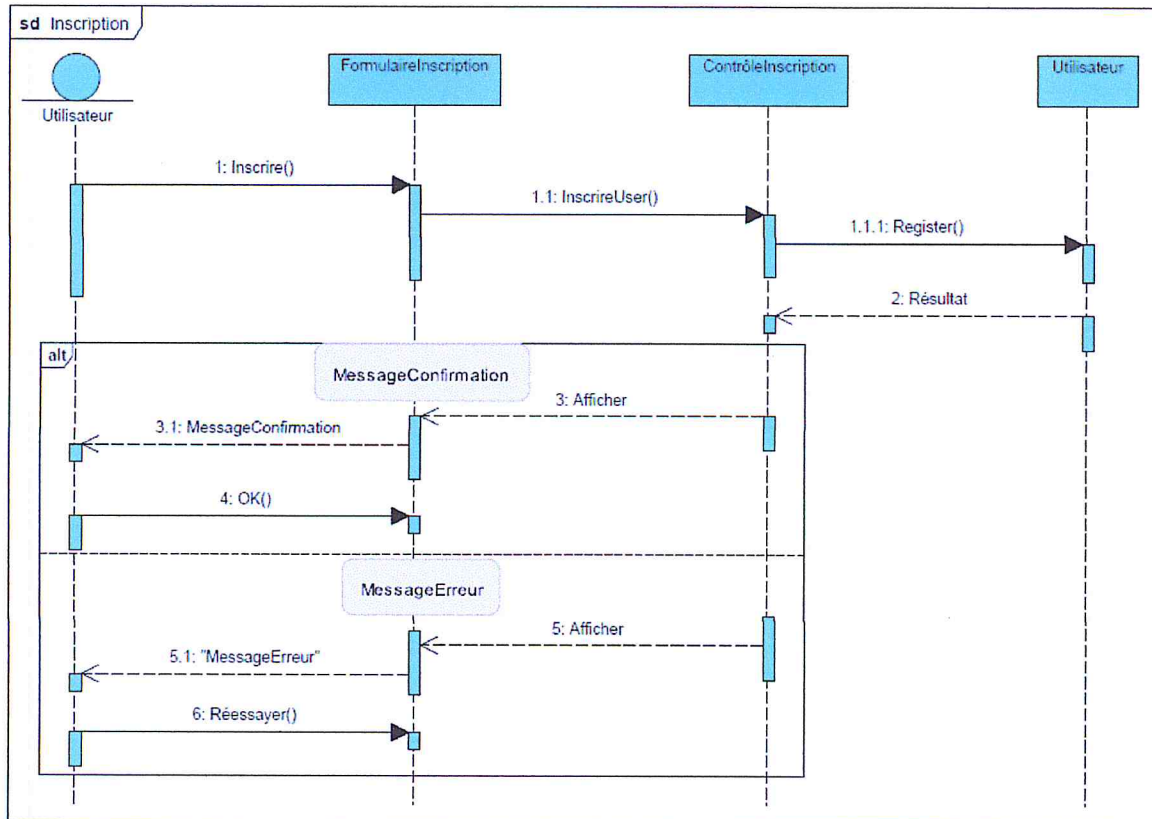 sd Inscription
FormulaireInscription
ContrôleInscription
Utilisateur
Utilisateur
1: Inscrire()
1.1: InscrireUser()
1.1.1: Register()
2: Résultat
alt
MessageConfirmation
3: Afficher
3.1: MessageConfirmation
4: OK()
MessageErreur
5: Afficher
5.1: "MessageErreur"
6: Réessayer()